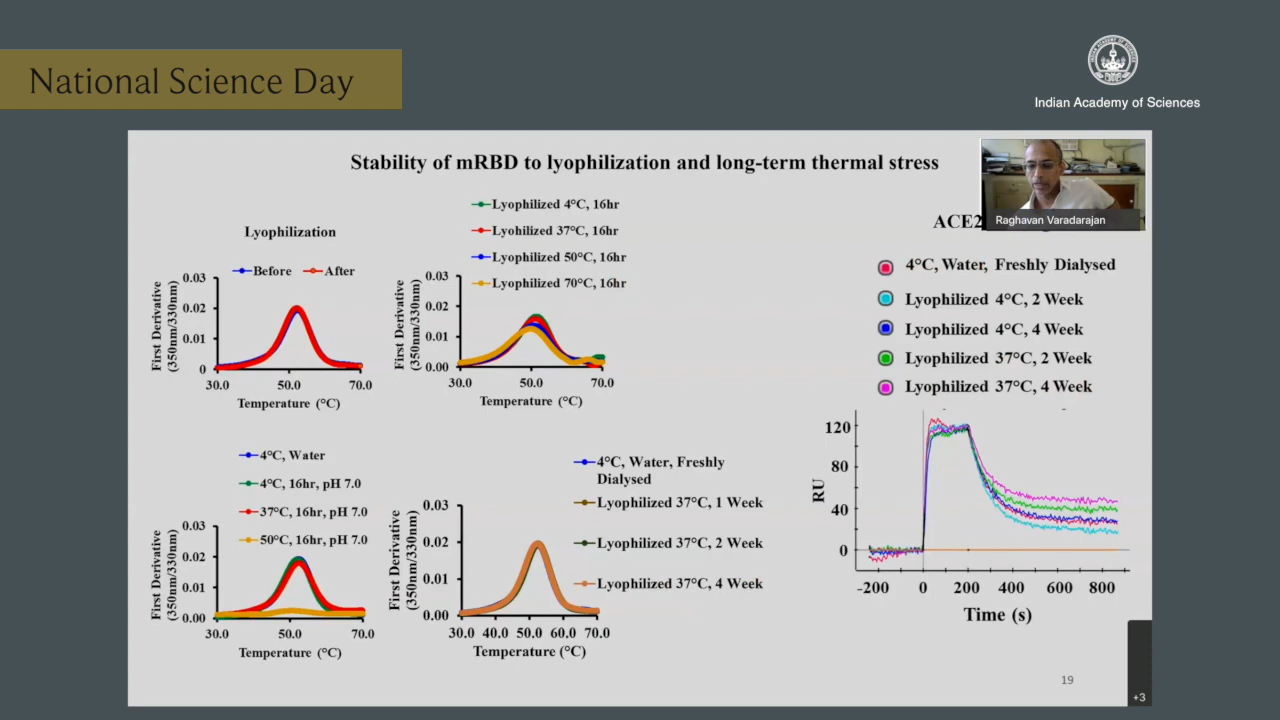 National Science Day
INDIAN ACADEMY OF SCIENCES
Indian Academy of Sciences
Stability of mRBD to lyophilization and long-term thermal stress
Raghavan Varadarajan
Lyophilization
Before
After
First Derivative
(350nm/330nm)
0.03
0.02
0.01
0
30.0 50.0 70.0
Temperature (°C)
Lyophilized 4°C, 16hr
Lyohilized 37°C, 16hr
Lyophilized 50°C, 16hr
Lyophilized 70°C, 16hr
First Derivative
(350nm/330nm)
0.03
0.02
0.01
0.00
30.0 50.0 70.0
Temperature (°C)
4°C, Water
4°C, 16hr, pH 7.0
37°C, 16hr, pH 7.0
50°C, 16hr, pH 7.0
First Derivative
(350nm/330nm)
0.03
0.02
0.01
0.00
30.0 50.0 70.0
Temperature (°C)
4°C, Water, Freshly
Dialysed
Lyophilized 37°C, 1 Week
Lyophilized 37°C, 2 Week
Lyophilized 37°C, 4 Week
First Derivative
(350nm/330nm)
0.03
0.02
0.01
0.00
30.0 40.0 50.0 60.0 70.0
Temperature (°C)
ACE2
4°C, Water, Freshly Dialysed
Lyophilized 4°C, 2 Week
Lyophilized 4°C, 4 Week
Lyophilized 37°C, 2 Week
Lyophilized 37°C, 4 Week
RU
120
80
40
0
-200 0 200 400 600 800
Time (s)
19
+3